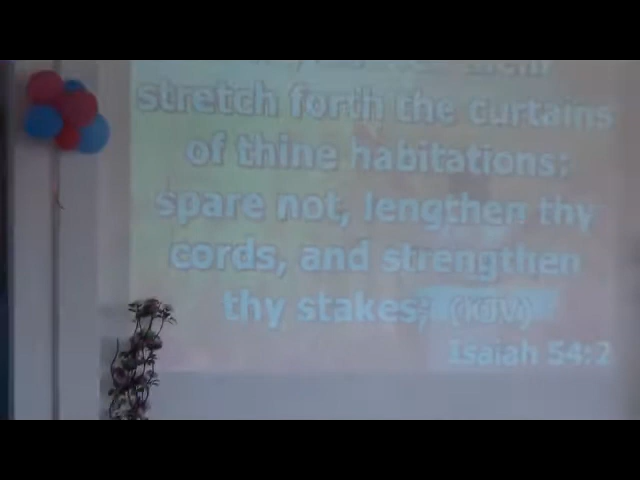 them
stretch forth the curtains
of thine habitations:
spare not, lengthen thy
cords, and strengthen
thy stakes; (KJV)
Isaiah 54:2